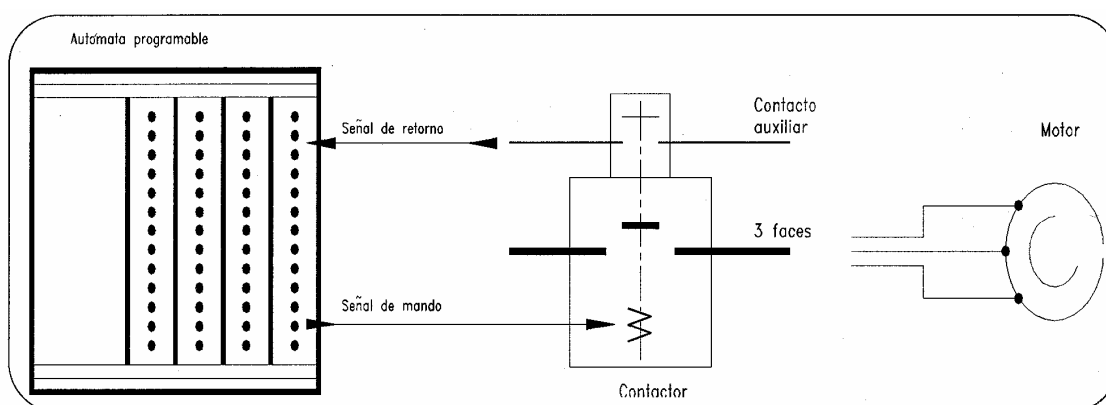 Autómata programable
Señal de retorno
Contacto
auxiliar
Motor
3 faces
Señal de mando
Contactor